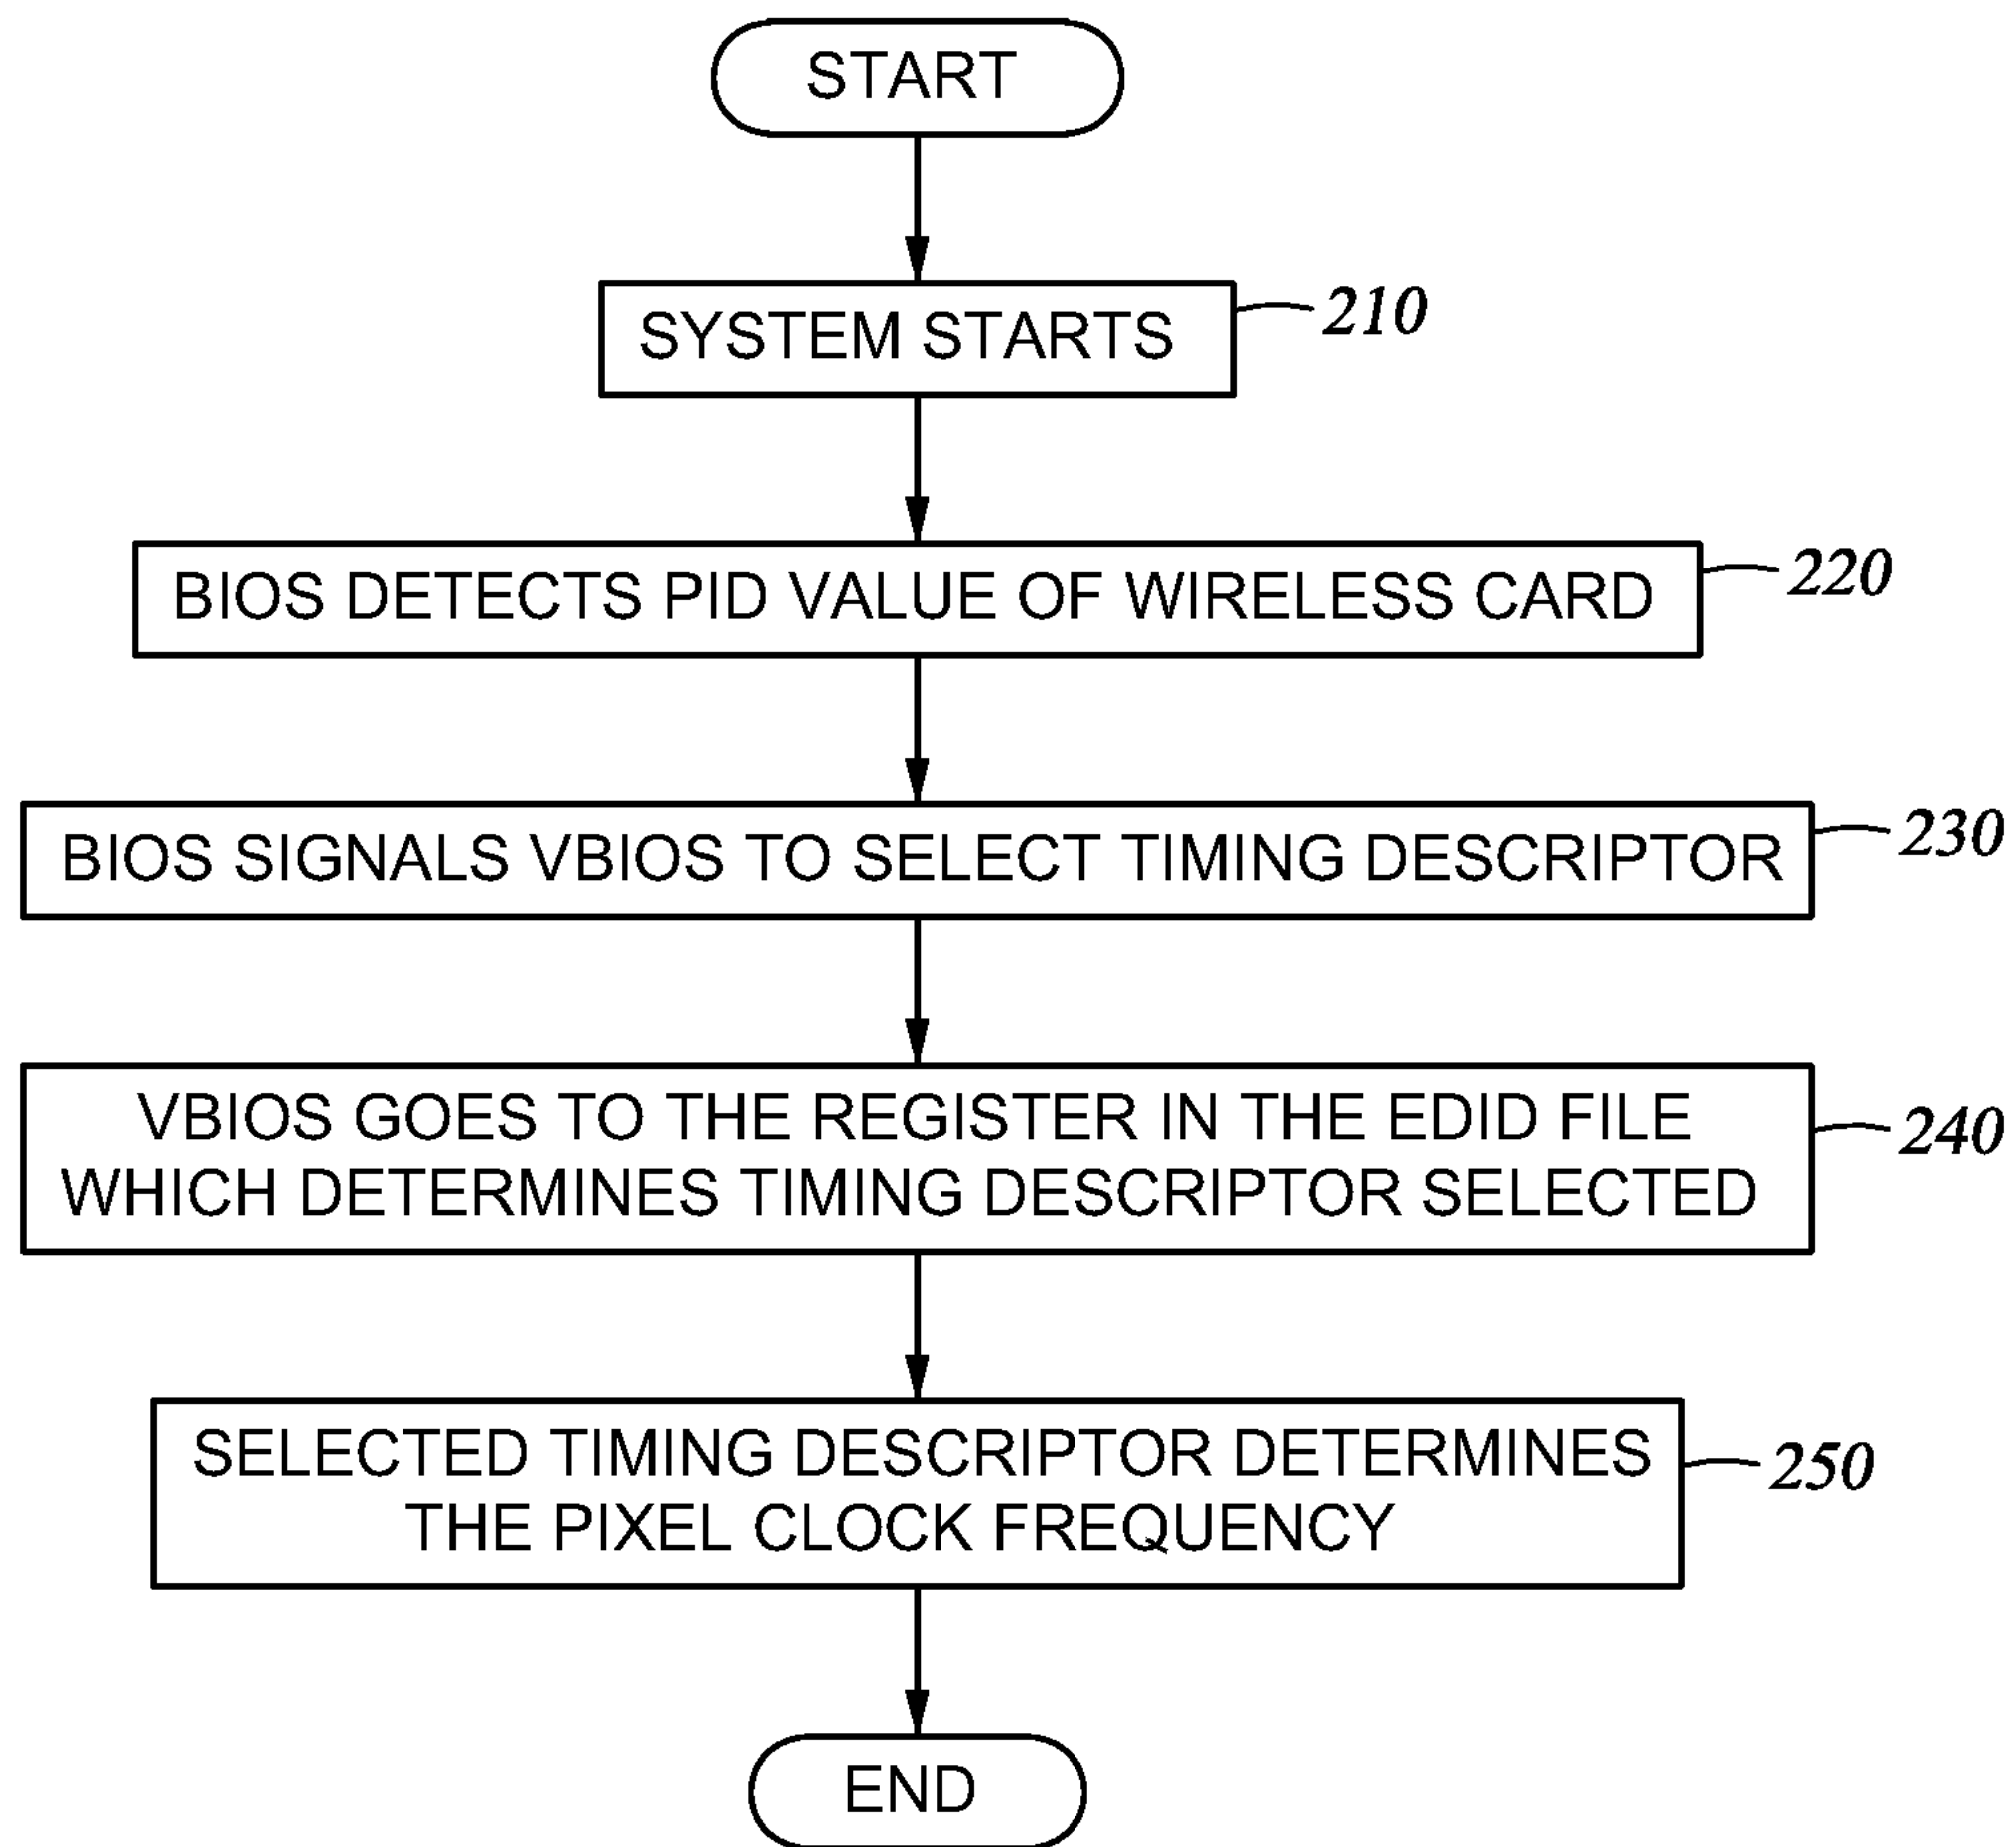 START
SYSTEM STARTS
210
BIOS DETECTS PID VALUE OF WIRELESS CARD
220
BIOS SIGNALS VBIOS TO SELECT TIMING DESCRIPTOR
230
VBIOS GOES TO THE REGISTER IN THE EDID FILE
WHICH DETERMINES TIMING DESCRIPTOR SELECTED
240
SELECTED TIMING DESCRIPTOR DETERMINES
THE PIXEL CLOCK FREQUENCY
250
END